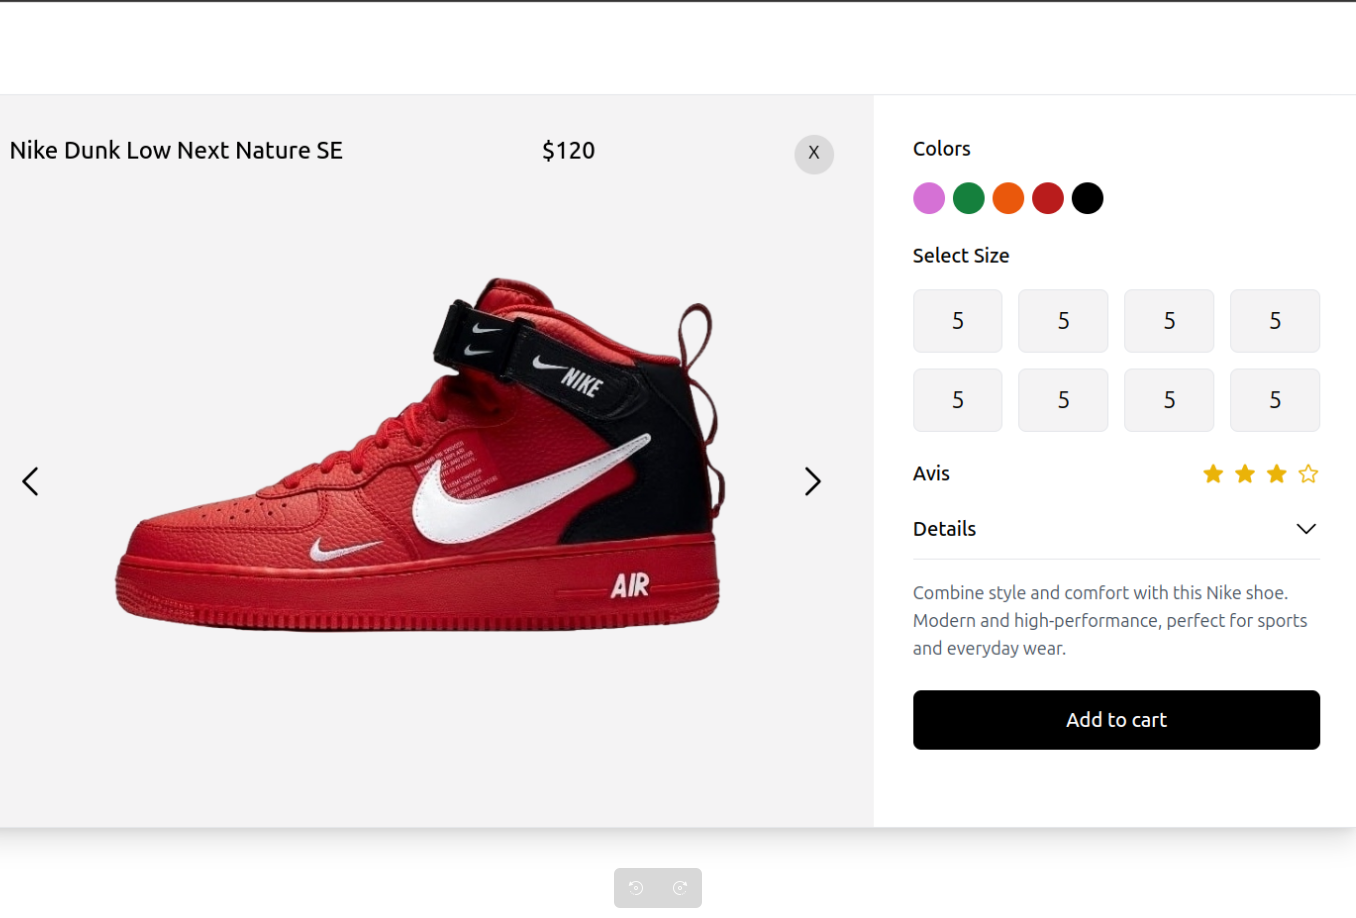 Nike Dunk Low Next Nature SE
$120
X
NIKE
AIR
Colors
Select Size
5 5 5 5
5 5 5 5
Avis
Details
Combine style and comfort with this Nike shoe.
Modern and high-performance, perfect for sports
and everyday wear.
Add to cart